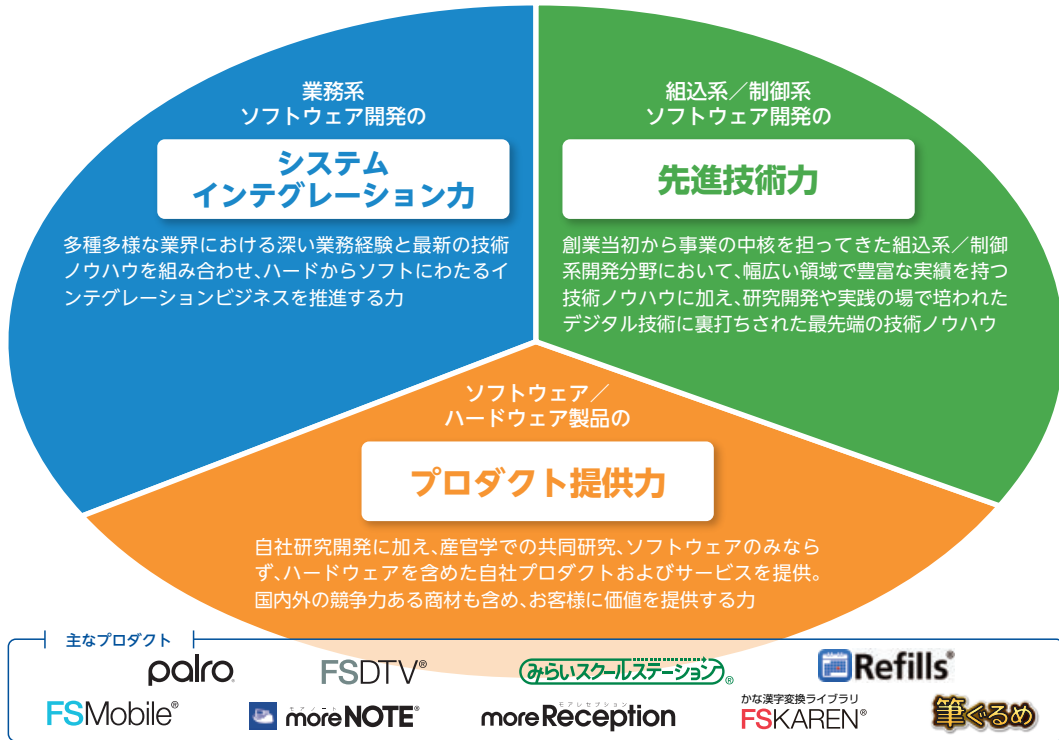 業務系
ソフトウェア開発の
システム
インテグレーション力
多種多様な業界における深い業務経験と最新の技術
ノウハウを組み合わせ、ハードからソフトにわたるイ
ンテグレーションビジネスを推進する力
組込系／制御系
ソフトウェア開発の
先進技術力
創業当初から事業の中核を担ってきた組込系／制御
系開発分野において、幅広い領域で豊富な実績を持つ
技術ノウハウに加え、研究開発や実践の場で培われた
デジタル技術に裏打ちされた最先端の技術ノウハウ
ソフトウェア／
ハードウェア製品の
プロダクト提供力
自社研究開発に加え、産官学での共同研究、ソフトウェアのみなら
ず、ハードウェアを含めた自社プロダクトおよびサービスを提供。
国内外の競争力ある商材も含め、お客様に価値を提供する力
主なプロダクト
palro.
FSDTV®
みらいスクールステーション®
Refills®
FSMobile®
モアノート
moreNOTE®
モアレセプション
moreReception
かな漢字変換ライブラリ
FSKAREN®
筆ぐるめ